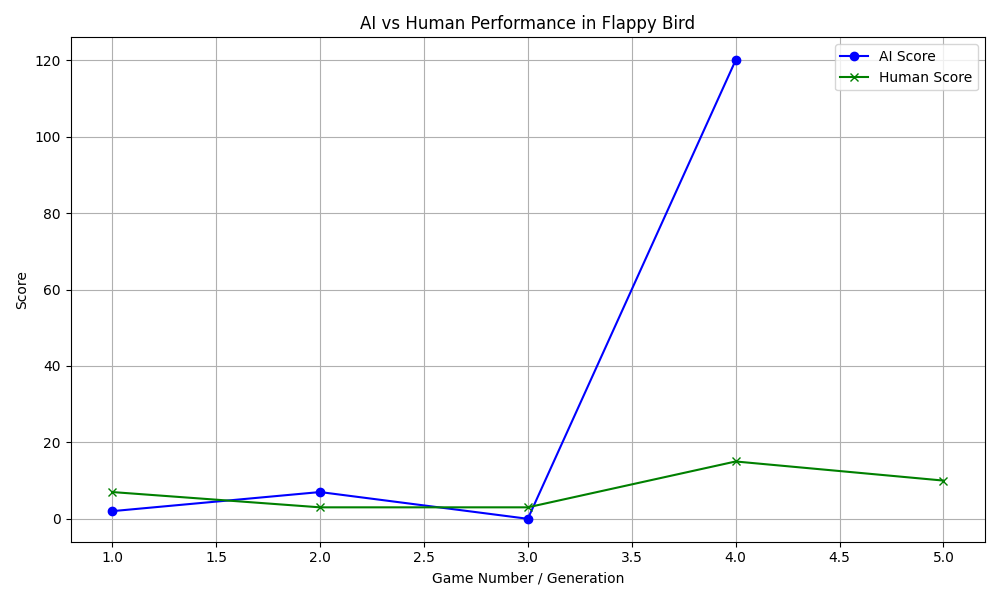 AI vs Human Performance in Flappy Bird
AI Score
Human Score
120
100
80
60
40
20
0
Score
1.0 1.5 2.0 2.5 3.0 3.5 4.0 4.5 5.0
Game Number / Generation